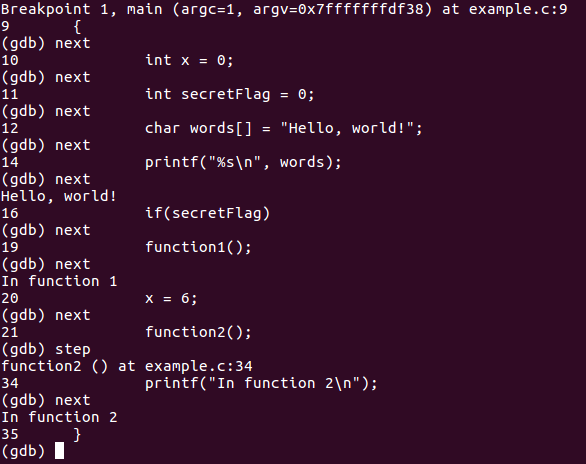 Breakpoint 1, main (argc=1, argv=0x7fffffffdf38) at example.c:9
9       {
(gdb) next
10              int x = 0;
(gdb) next
11              int secretFlag = 0;
(gdb) next
12              char words[] = "Hello, world!";
(gdb) next
14              printf("%s\n", words);
(gdb) next
Hello, world!
16              if(secretFlag)
(gdb) next
19              function1();
(gdb) next
In function 1
20              x = 6;
(gdb) next
21              function2();
(gdb) step
function2 () at example.c:34
34              printf("In function 2\n");
(gdb) next
In function 2
35      }
(gdb)